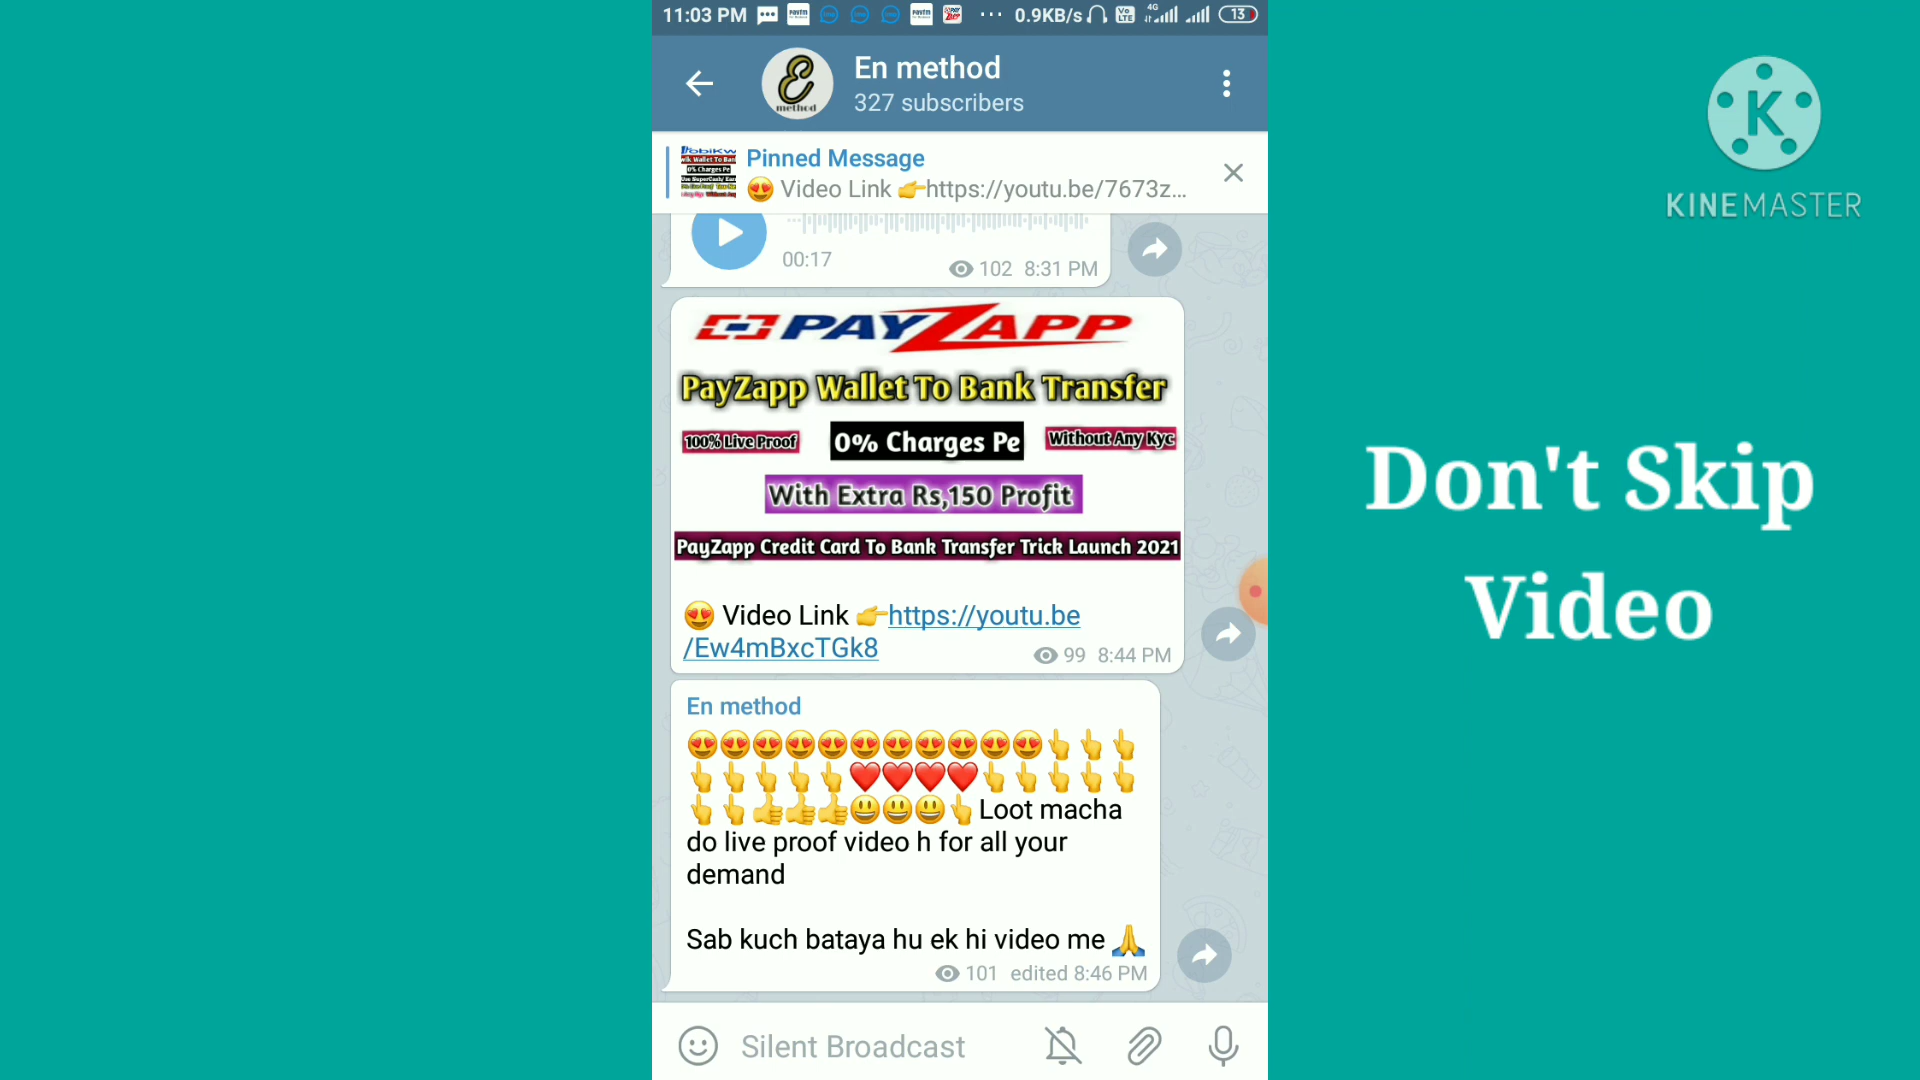 11:03 PM
0.9KB/s
Vo
LTE
4G
13
En method
327 subscribers
Pinned Message
😍 Video Link 👉https://youtu.be/7673z...
00:17
102 8:31 PM
PAYZAPP
PayZapp Wallet To Bank Transfer
100% Live Proof
0% Charges Pe
Without Any Kyc
With Extra Rs,150 Profit
PayZapp Credit Card To Bank Transfer Trick Launch 2021
😍 Video Link 👉https://youtu.be
/Ew4mBxcTGk8
99 8:44 PM
En method
😍😍😍😍😍😍😍😍😍😍😍👆👆👆
👆👆👆👆👆❤️❤️❤️❤️👆👆👆👆👆
👆👆👍👍👍😃😃😃👆Loot macha
do live proof video h for all your
demand
Sab kuch bataya hu ek hi video me 🙏
101 edited 8:46 PM
Silent Broadcast
K
KINEMASTER
Don't Skip
Video